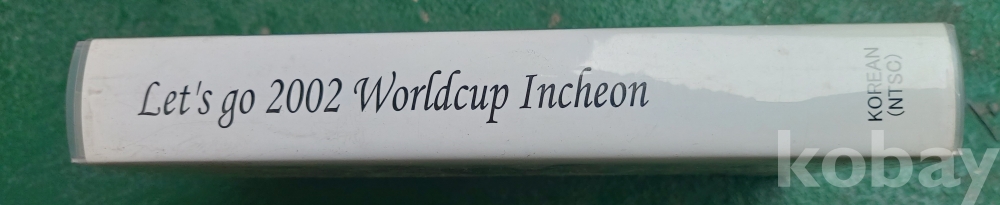 Let's go 2002 Worldcup Incheon
KOREAN
(NTSC)
kobay